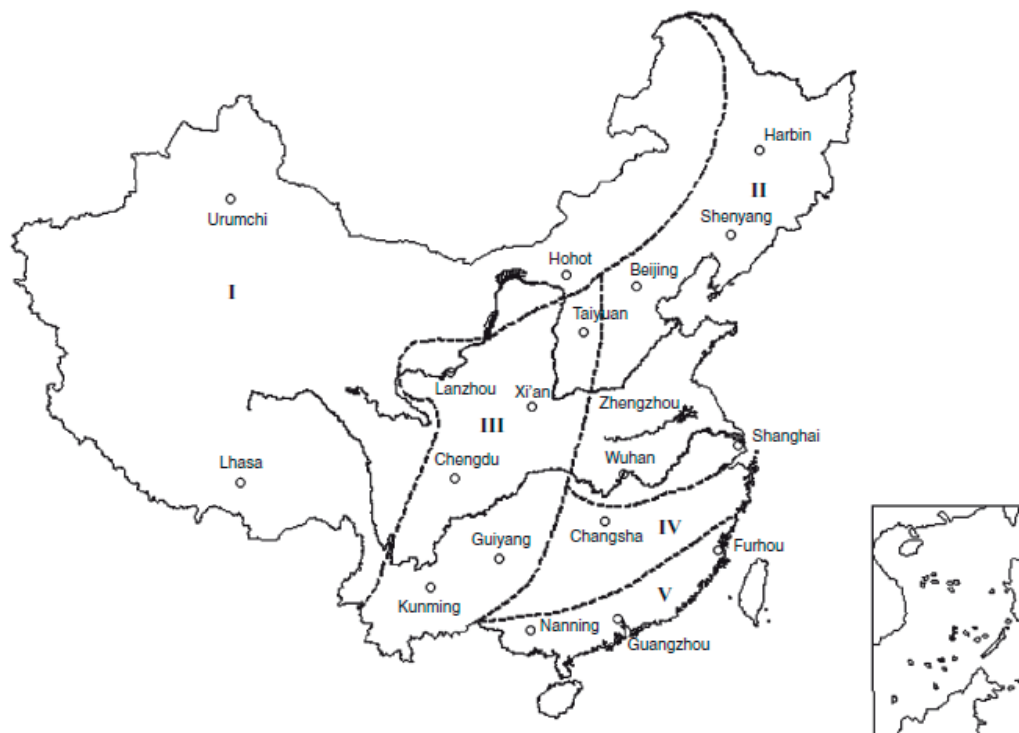 Harbin
II
Urumchi
Shenyang
Hohot
Beijing
I
Taiyuan
Lanzhou
Xi'an
Zhengzhou
III
Shanghai
Wuhan
Chengdu
Lhasa
IV
Changsha
Guiyang
Furhou
V
Kunming
Nanning
Guangzhou